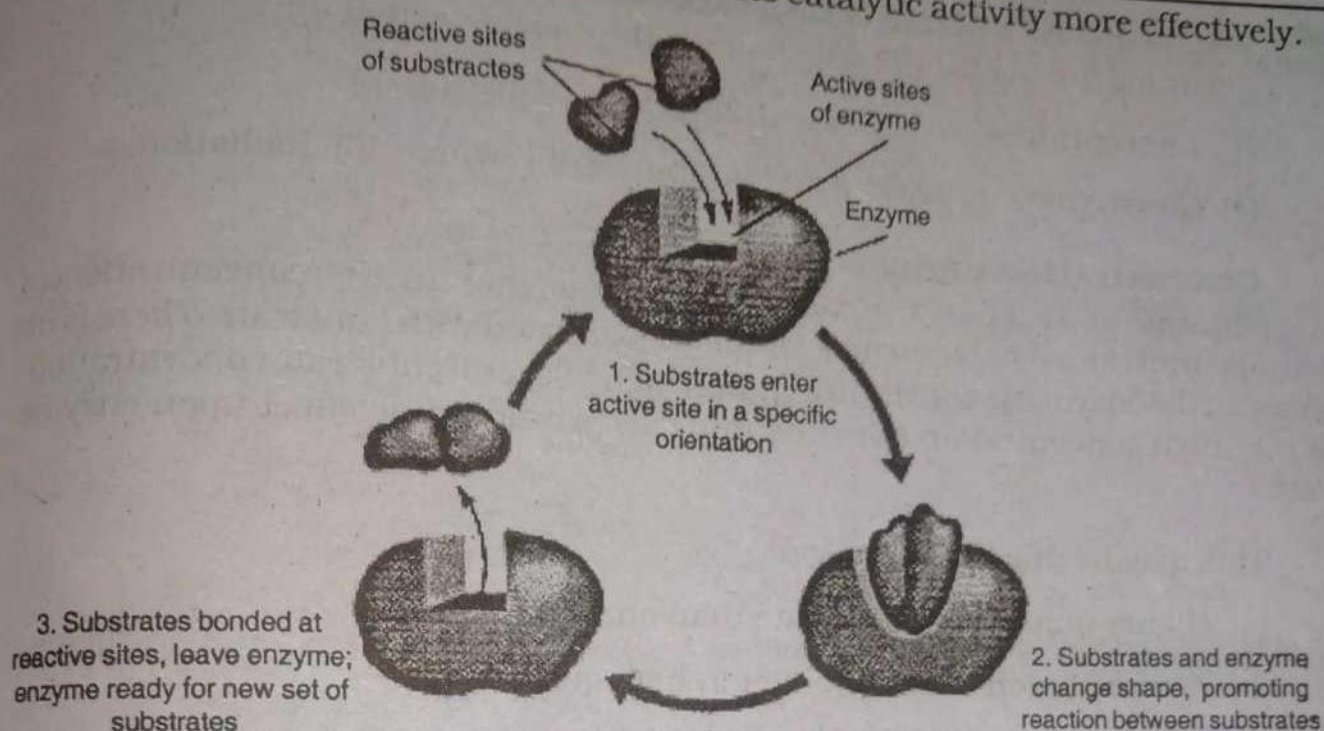 catalytic activity more effectively.
Reactive sites
of substractes
Active sites
of enzyme
Enzyme
1. Substrates enter
active site in a specific
orientation
3. Substrates bonded at
reactive sites, leave enzyme;
enzyme ready for new set of
substrates
2. Substrates and enzyme
change shape, promoting
reaction between substrates